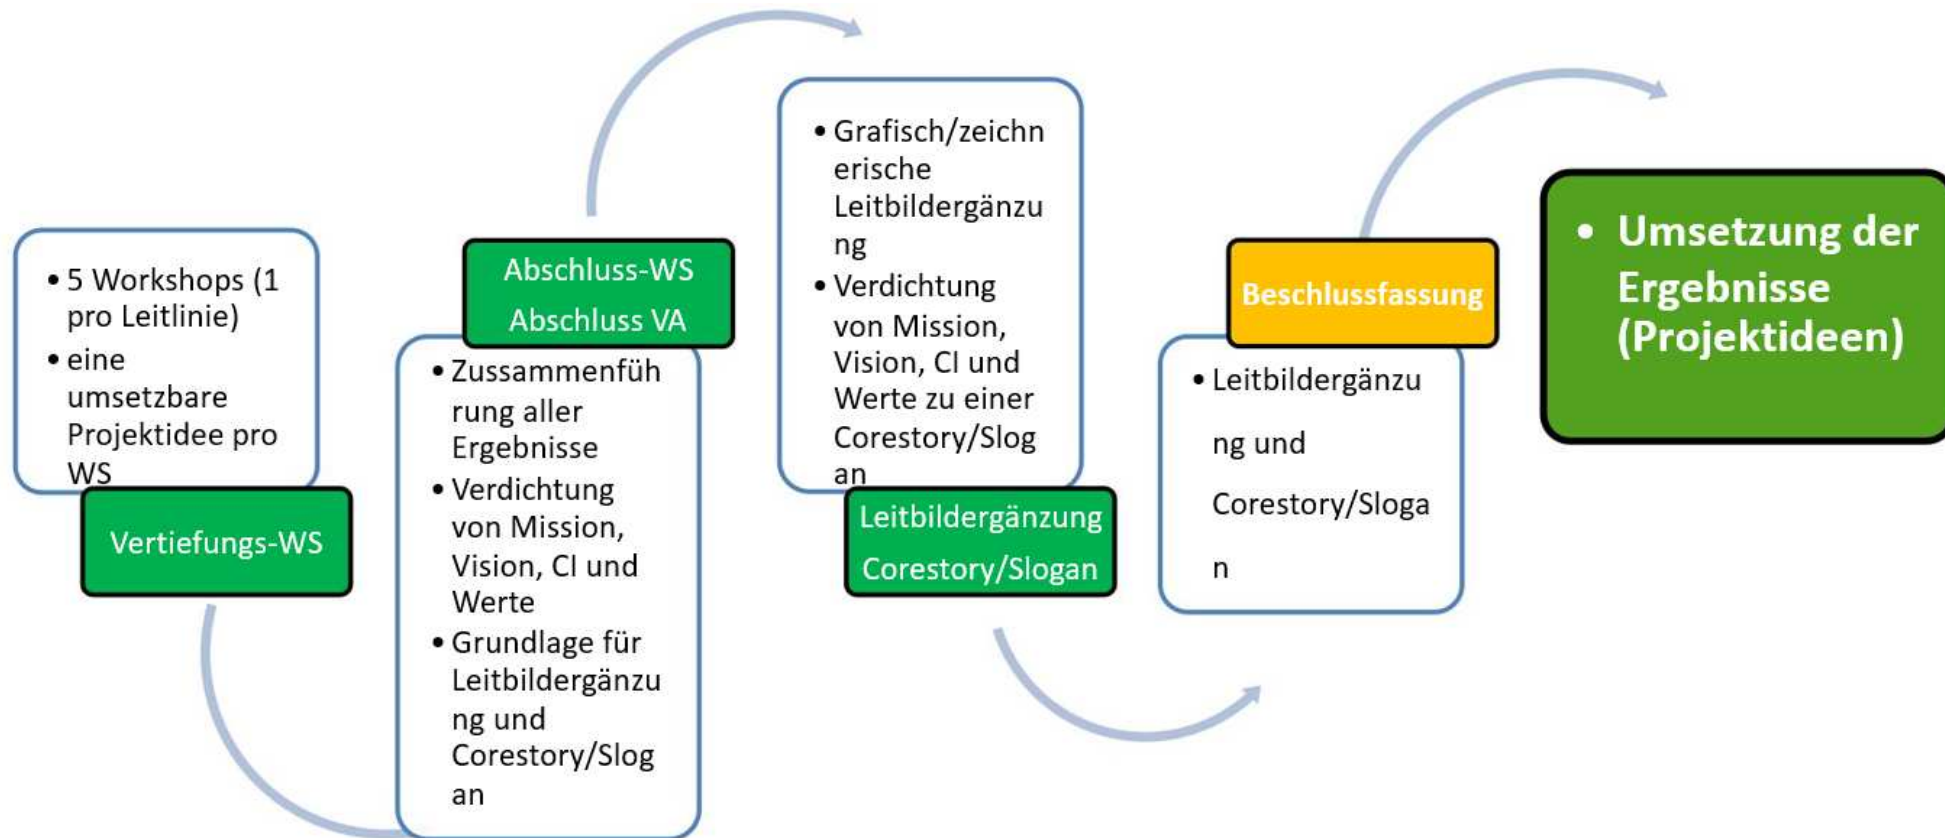 • 5 Workshops (1
pro Leitlinie)
• eine
umsetzbare
Projektidee pro
WS
Vertiefungs-WS
Abschluss-WS
Abschluss VA
• Zussammenfüh
rung aller
Ergebnisse
• Verdichtung
von Mission,
Vision, CI und
Werte
• Grundlage für
Leitbildergänzu
ng und
Corestory/Slog
an
• Grafisch/zeichn
erische
Leitbildergänzu
ng
• Verdichtung
von Mission,
Vision, CI und
Werte zu einer
Corestory/Slog
an
Leitbildergänzung
Corestory/Slogan
Beschlussfassung
• Leitbildergänzu
ng und
Corestory/Sloga
n
• Umsetzung der
Ergebnisse
(Projektideen)